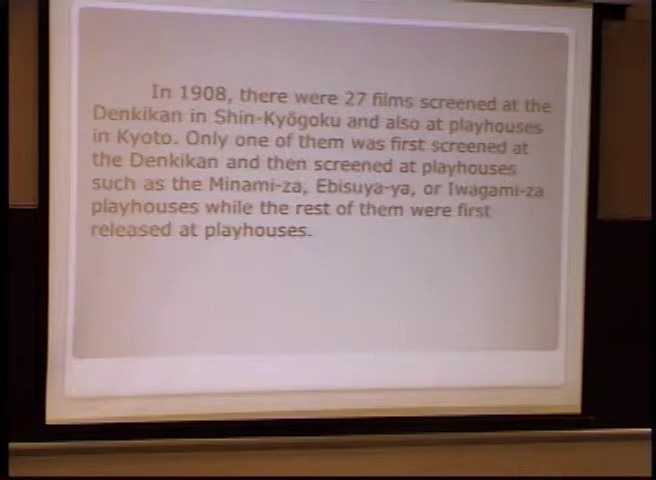 In 1908, there were 27 films screened at the
Denkikan in Shin-Kyōgoku and also at playhouses
in Kyoto. Only one of them was first screened at
the Denkikan and then screened at playhouses
such as the Minami-za, Ebisuya-ya, or Iwagami-za
playhouses while the rest of them were first
released at playhouses.